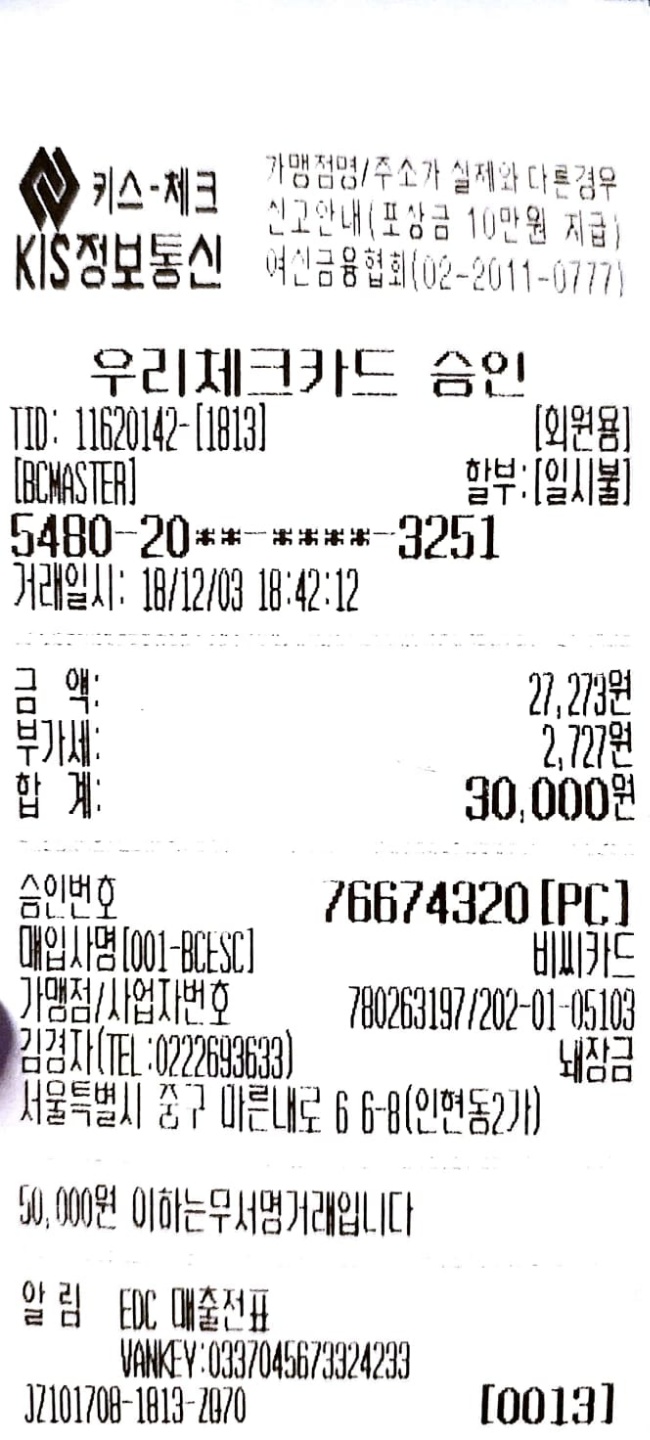 키스-체크
KIS정보통신
가맹점명/주소가 실제와 다른경우
신고안내(포상금 10만원 지급)
여신금융협회(02-2011-0777)
우리체크카드 승인
TID: 11620142-[1813] [회원용]
[BCMASTER] 할부:[일시불]
5480-20**-****-3251
거래일시: 18/12/03 18:42:12
금 액: 27,273원
부가세: 2,727원
합 계: 30,000원
승인번호 76674320[PC]
매입사명[001-BCESC] 비씨카드
가맹점/사업자번호 780263197/202-01-05103
김경자(TEL:0222693633) 뇌장금
서울특별시 중구 마른내로 6 6-8(인현동2가)
50,000원 이하는무서명거래입니다
알 림 EDC 매출전표
VANKEY:0337045673324233
JZ101708-1813-ZQ70 [0013]